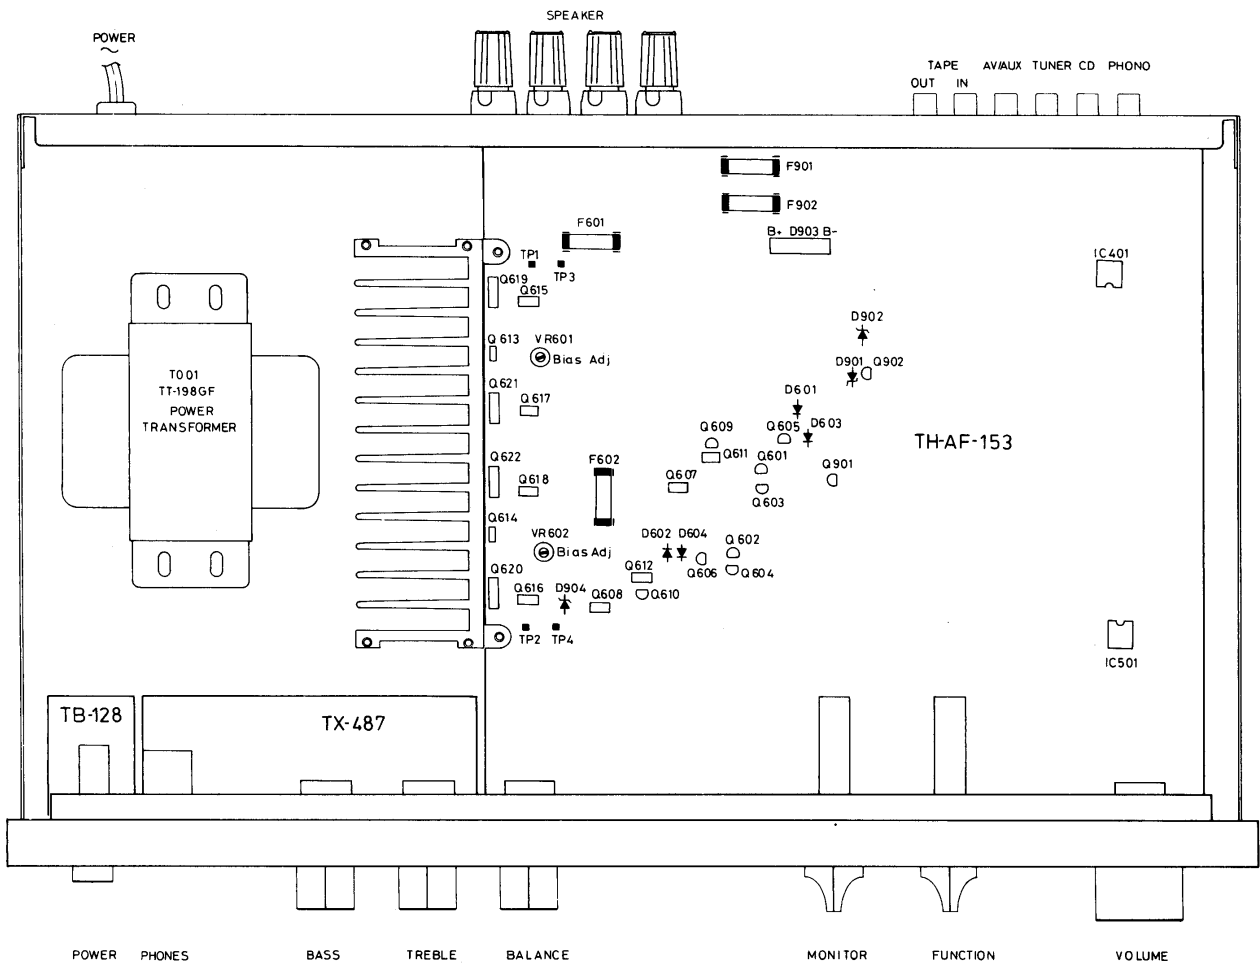 SPEAKER
POWER
~
TAPE AV/AUX TUNER CD PHONO
OUT IN
F901
F902
F601
B+ D903 B-
TP1
TP3
IC401
Q619
Q615
D902
Q613
VR601
Bias Adj
D901
Q902
T001
TT-198GF
POWER
TRANSFORMER
Q621
Q617
D601
Q609
Q605
D603
TH-AF-153
Q611
Q601
Q622
Q618
F602
Q607
Q901
Q603
Q614
VR602
Bias Adj
D602
D604
Q602
Q606
Q604
Q620
Q616
D904
Q608
Q612
Q610
TP2
TP4
IC501
TB-128
TX-487
POWER PHONES BASS TREBLE BALANCE MONITOR FUNCTION VOLUME